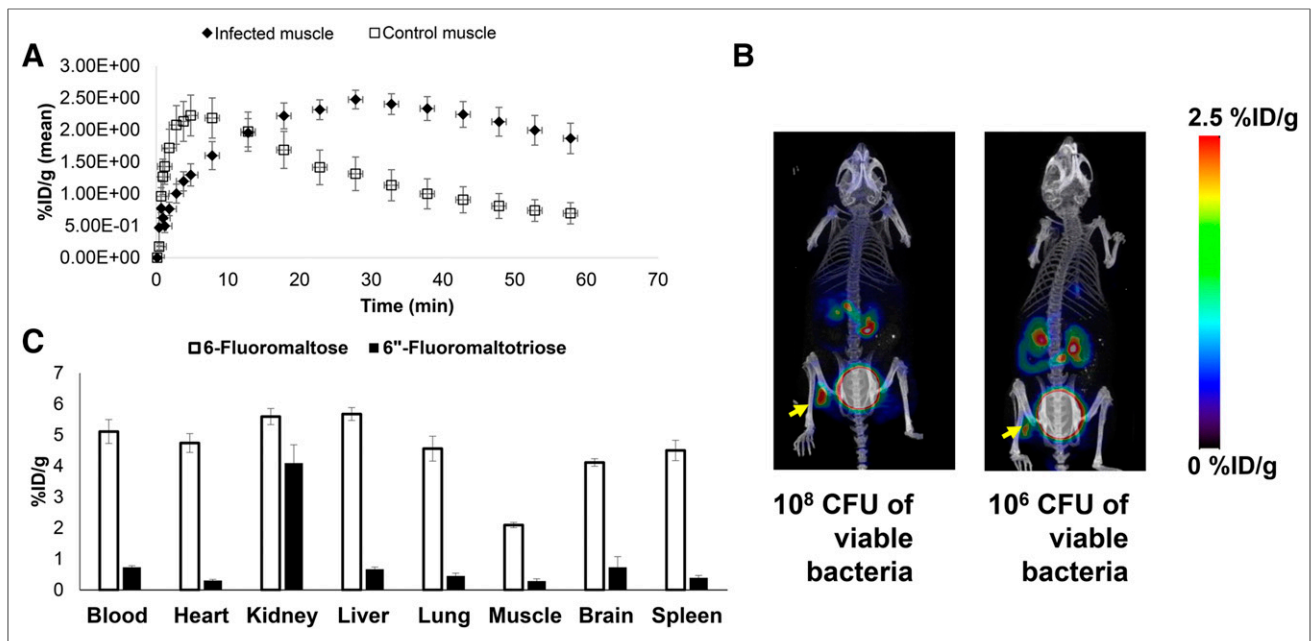 A
Infected muscle
Control muscle
3.00E+00
2.50E+00
2.00E+00
1.50E+00
1.00E+00
5.00E-01
0.00E+00
%ID/g (mean)
0 10 20 30 40 50 60 70
Time (min)
B
2.5 %ID/g
0 %ID/g
10⁸ CFU of
viable
bacteria
10⁶ CFU of
viable
bacteria
C
6-Fluoromaltose
6"-Fluoromaltotriose
7
6
5
4
3
2
1
0
%ID/g
Blood Heart Kidney Liver Lung Muscle Brain Spleen